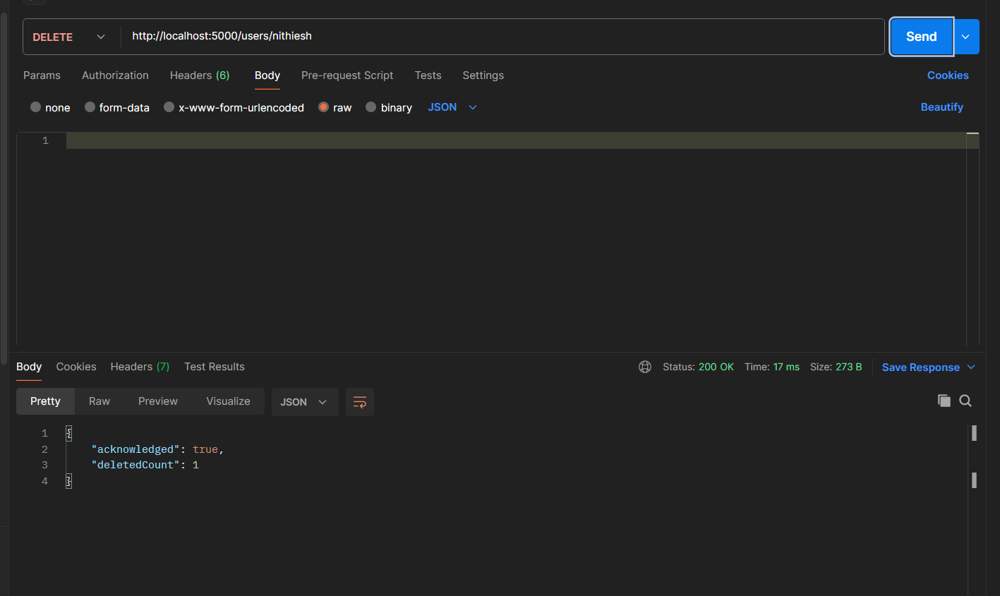 DELETE http://localhost:5000/users/nithiesh Send
Params Authorization Headers (6) Body Pre-request Script Tests Settings Cookies
none form-data x-www-form-urlencoded raw binary JSON Beautify
1
Body Cookies Headers (7) Test Results Status: 200 OK Time: 17 ms Size: 273 B Save Response
Pretty Raw Preview Visualize JSON
1 {
2 "acknowledged": true,
3 "deletedCount": 1
4 }